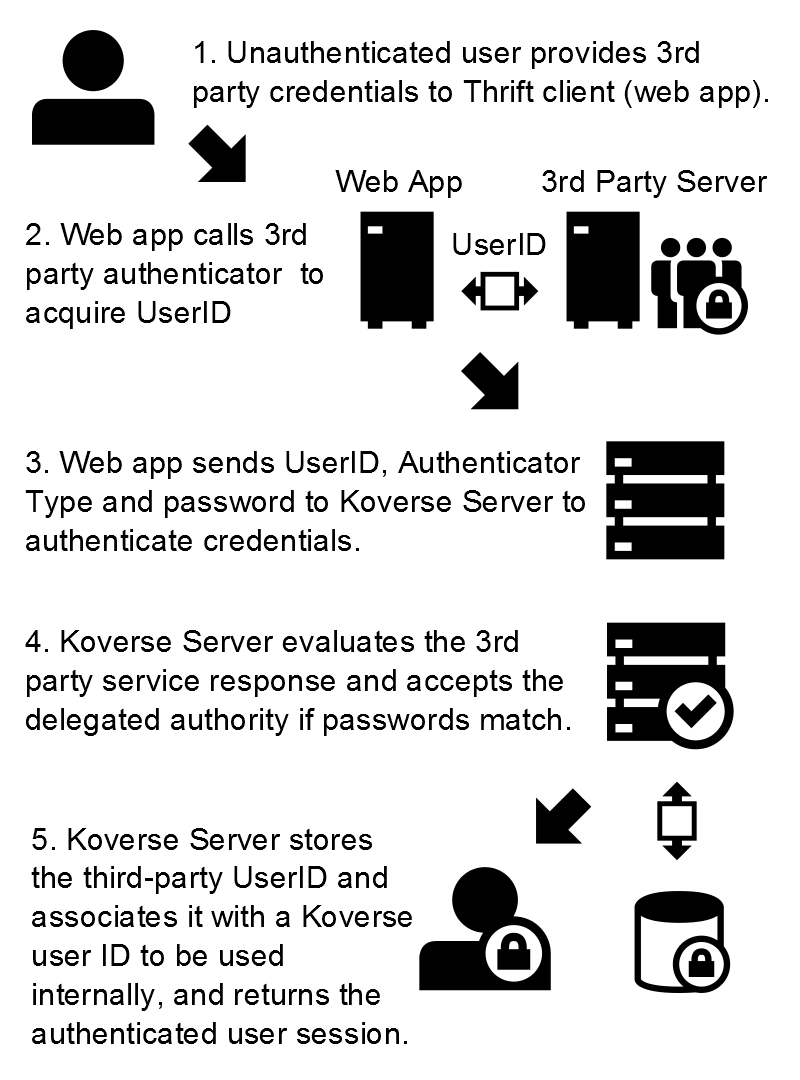 1. Unauthenticated user provides 3rd
party credentials to Thrift client (web app).
Web App
3rd Party Server
2. Web app calls 3rd
party authenticator  to
acquire UserID
UserID
3. Web app sends UserID, Authenticator
Type and password to Koverse Server to
authenticate credentials.
4. Koverse Server evaluates the 3rd
party service response and accepts the
delegated authority if passwords match.
5. Koverse Server stores
the third-party UserID and
associates it with a Koverse
user ID to be used
internally, and returns the
authenticated user session.